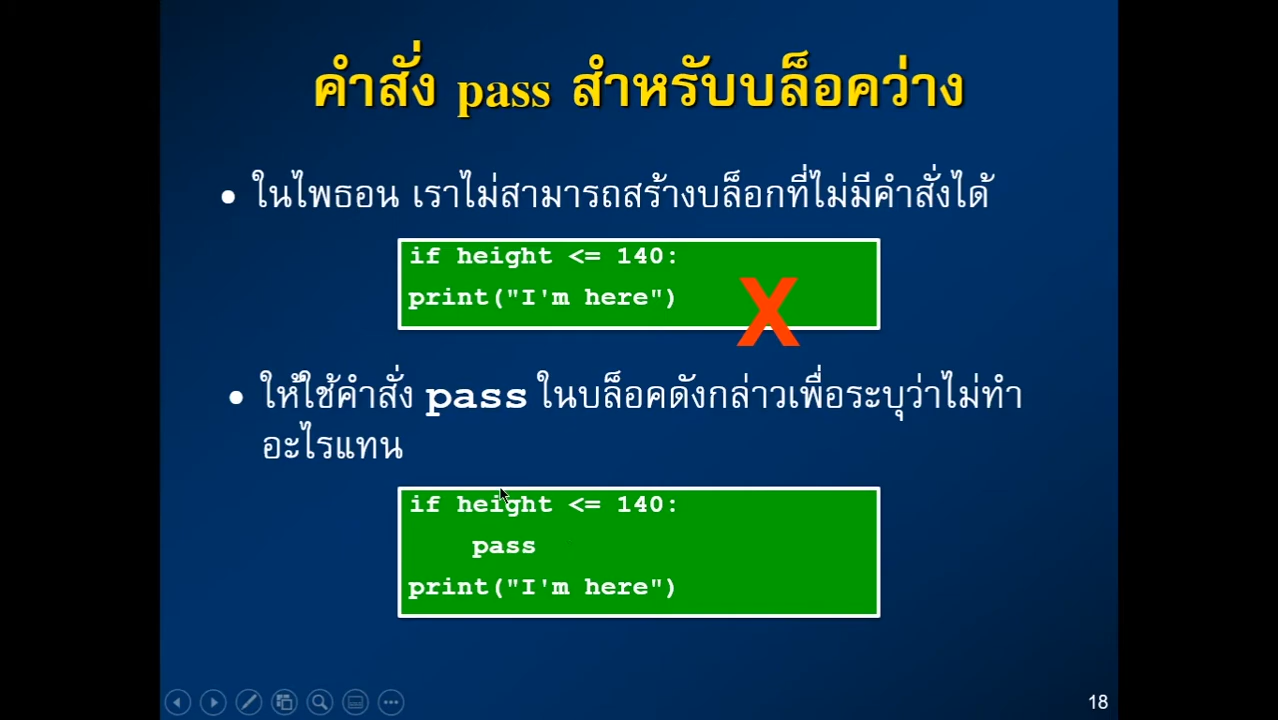 คำสั่ง pass สำหรับบล็อคว่าง
• ในไพธอน เราไม่สามารถสร้างบล็อกที่ไม่มีคำสั่งได้
if height <= 140:
print("I'm here")
X
• ให้ใช้คำสั่ง pass ในบล็อคดังกล่าวเพื่อระบุว่าไม่ทำ
อะไรแทน
if height <= 140:
    pass
print("I'm here")
18